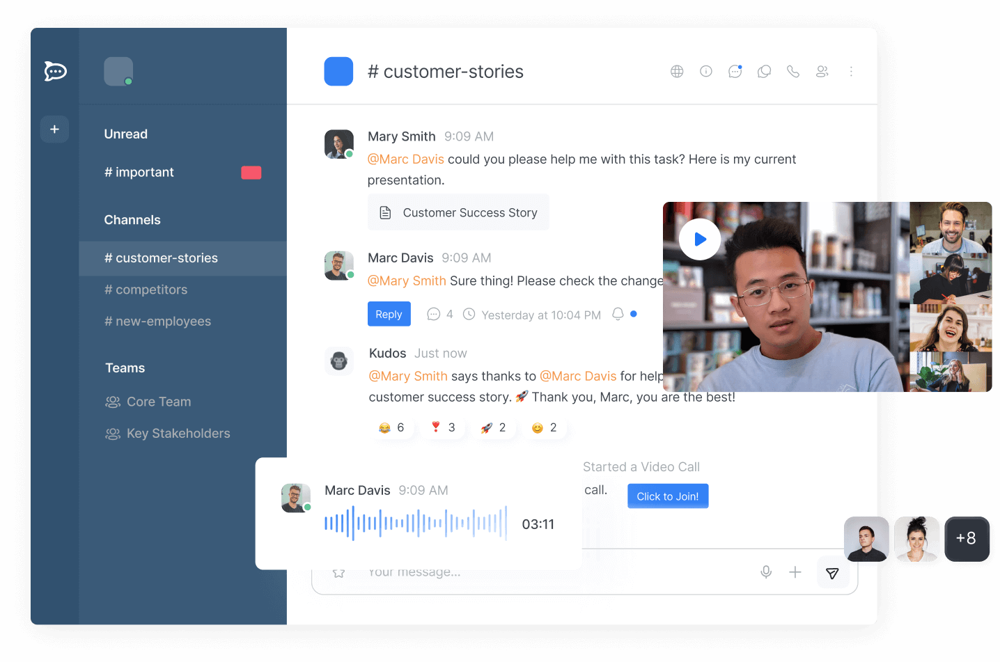 Unread
# important
Channels
# customer-stories
# competitors
# new-employees
Teams
Core Team
Key Stakeholders
# customer-stories
Mary Smith 9:09 AM
@Marc Davis could you please help me with this task? Here is my current
presentation.
Customer Success Story
Marc Davis 9:09 AM
@Mary Smith Sure thing! Please check the change
Reply 4 Yesterday at 10:04 PM
Kudos Just now
@Mary Smith says thanks to @Marc Davis for help
customer success story. 🚀 Thank you, Marc, you are the best!
😂 6 ❣️ 3 🚀 2 😊 2
Started a Video Call
call. Click to Join!
Marc Davis 9:09 AM
03:11
+8
Your message...